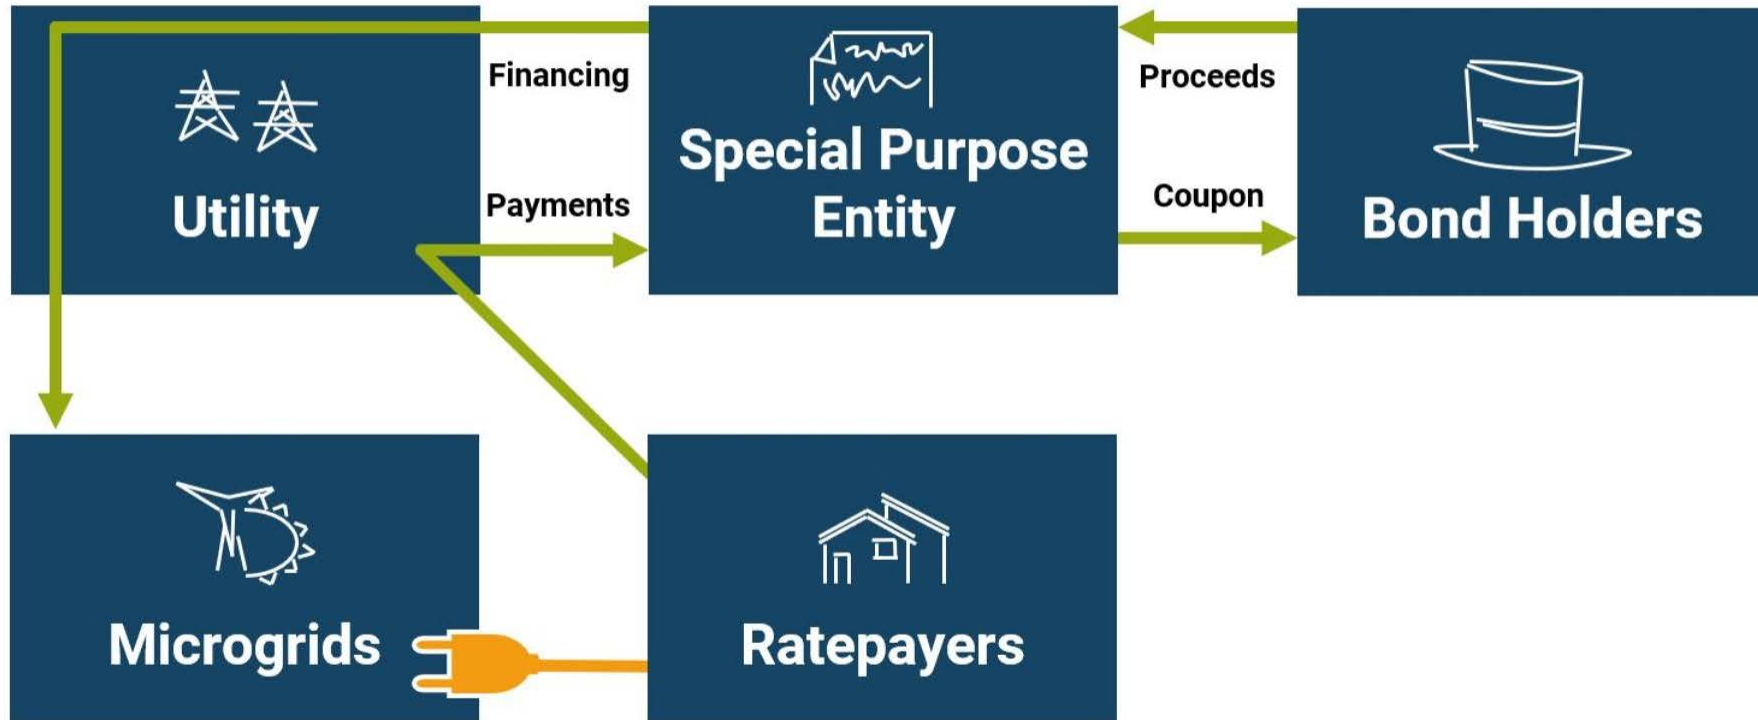 Financing
Proceeds
Special Purpose
Entity
Utility
Payments
Coupon
Bond Holders
Microgrids
Ratepayers